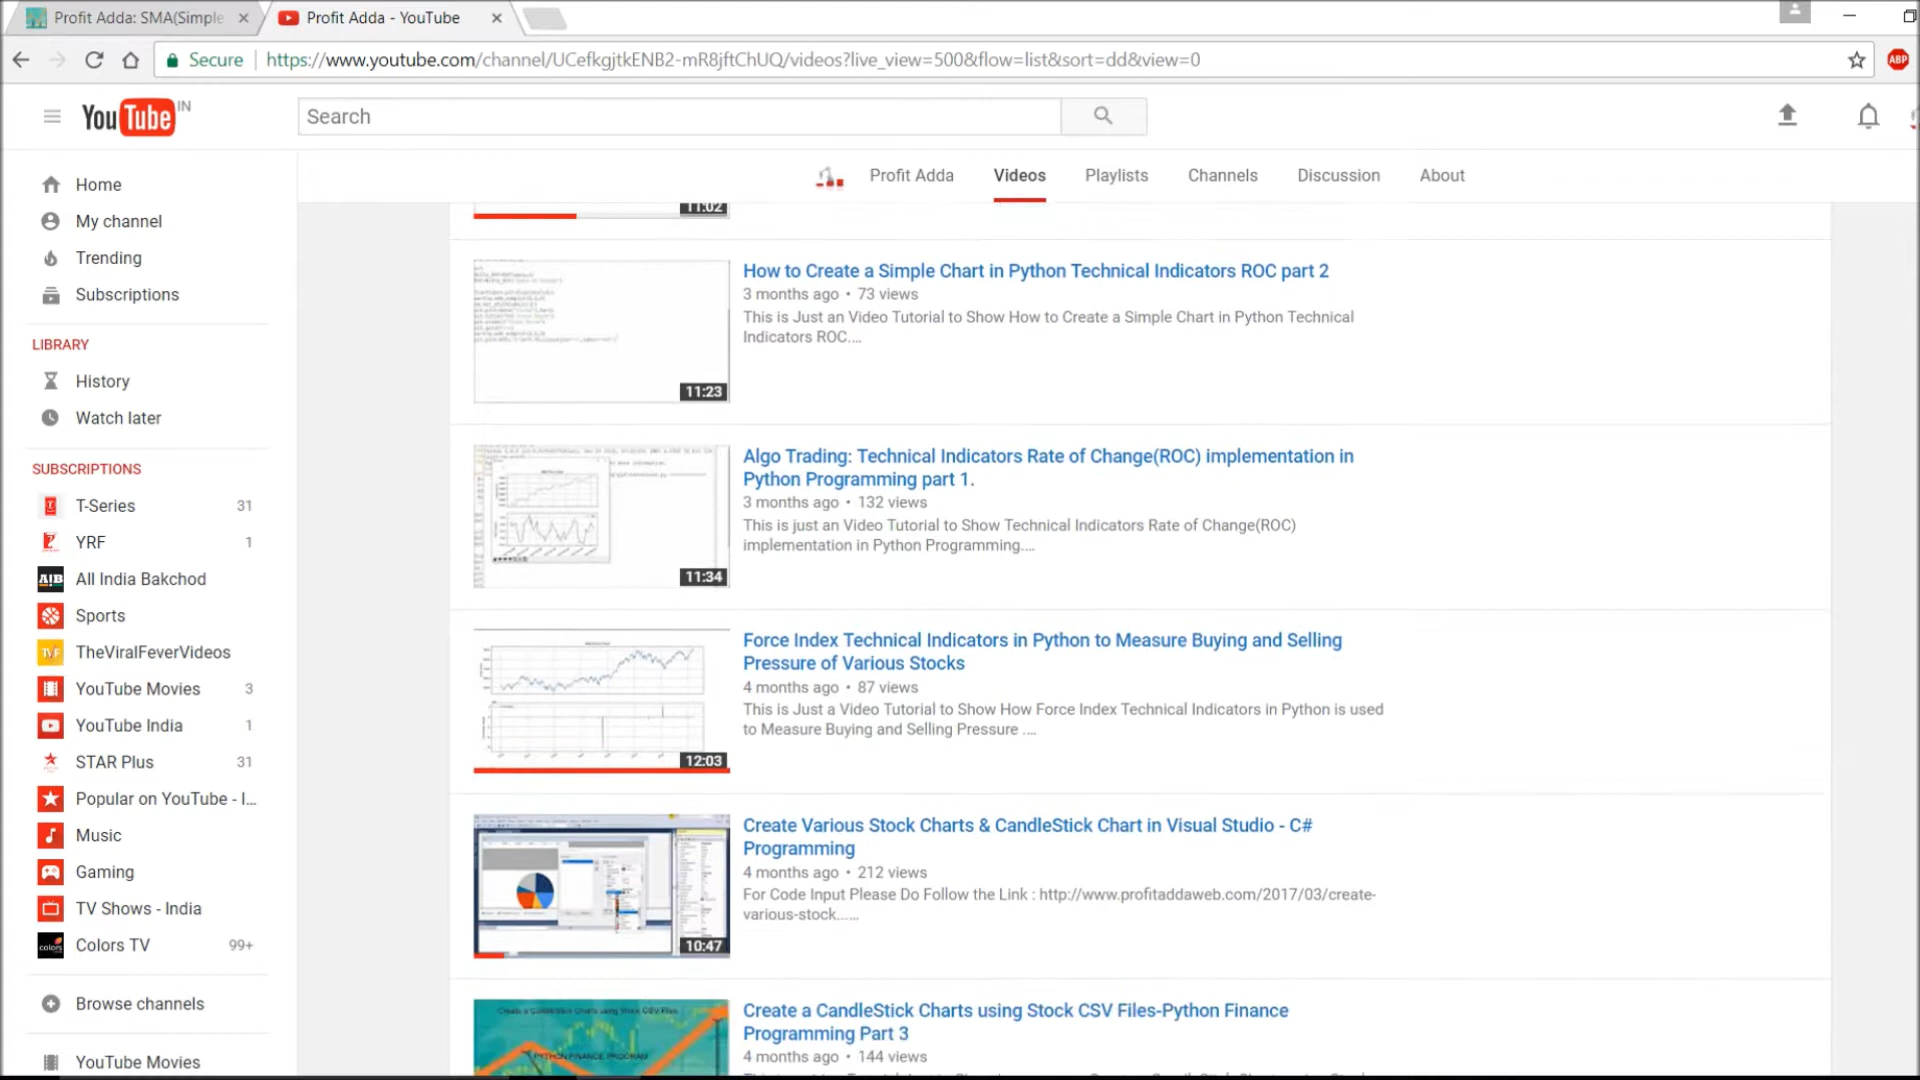 Profit Adda: SMA(Simple
Profit Adda - YouTube
Secure
https://www.youtube.com/channel/UCefkgjtkENB2-mR8jftChUQ/videos?live_view=500&flow=list&sort=dd&view=0
ABP
YouTube IN
Search
Profit Adda
Videos
Playlists
Channels
Discussion
About
Home
My channel
Trending
Subscriptions
LIBRARY
History
Watch later
SUBSCRIPTIONS
T-Series 31
YRF 1
All India Bakchod
Sports
TheViralFeverVideos
YouTube Movies 3
YouTube India 1
STAR Plus 31
Popular on YouTube - I...
Music
Gaming
TV Shows - India
Colors TV 99+
Browse channels
YouTube Movies
11:02
How to Create a Simple Chart in Python Technical Indicators ROC part 2
3 months ago • 73 views
This is Just an Video Tutorial to Show How to Create a Simple Chart in Python Technical
Indicators ROC....
11:23
Algo Trading: Technical Indicators Rate of Change(ROC) implementation in
Python Programming part 1.
3 months ago • 132 views
This is just an Video Tutorial to Show Technical Indicators Rate of Change(ROC)
implementation in Python Programming....
11:34
Force Index Technical Indicators in Python to Measure Buying and Selling
Pressure of Various Stocks
4 months ago • 87 views
This is Just a Video Tutorial to Show How Force Index Technical Indicators in Python is used
to Measure Buying and Selling Pressure ....
12:03
Create Various Stock Charts & CandleStick Chart in Visual Studio - C#
Programming
4 months ago • 212 views
For Code Input Please Do Follow the Link : http://www.profitaddaweb.com/2017/03/create-
various-stock......
10:47
Create a CandleStick Charts using Stock CSV Files-Python Finance
Programming Part 3
4 months ago • 144 views
Create a CandleStick Charts using Stock CSV Files
PYTHON FINANCE PROGRAM